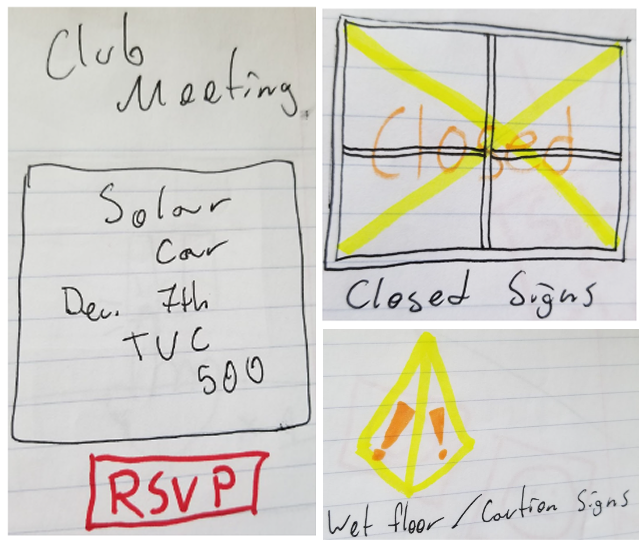 Club
Meeting
Solar
Car
Dec. 7th
TUC
500
RSVP
Closed
Closed Signs
! !
Wet floor / Caution Signs